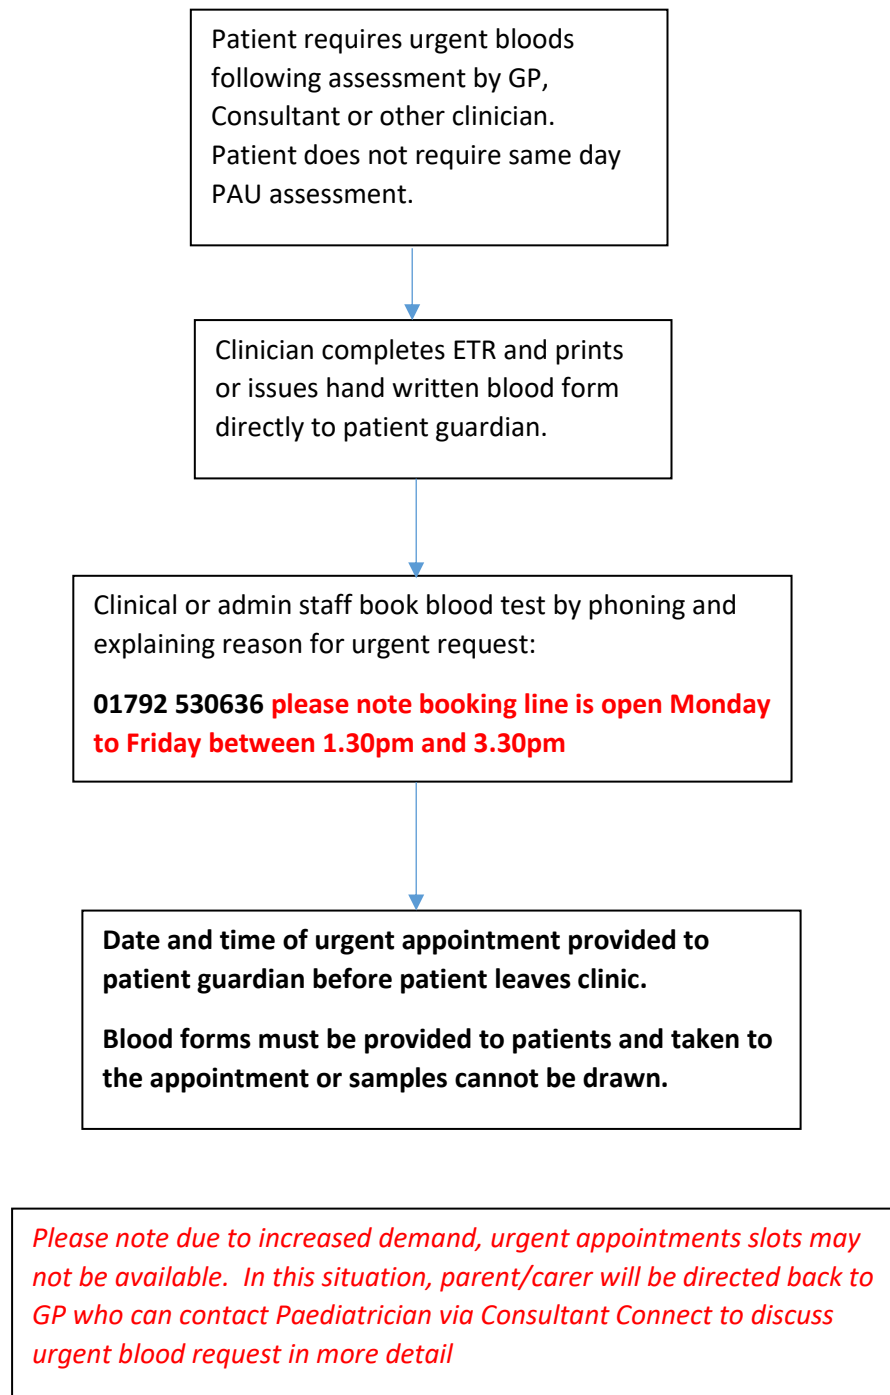 Patient requires urgent bloods
following assessment by GP,
Consultant or other clinician.
Patient does not require same day
PAU assessment.
Clinician completes ETR and prints
or issues hand written blood form
directly to patient guardian.
Clinical or admin staff book blood test by phoning and
explaining reason for urgent request:
01792 530636 please note booking line is open Monday
to Friday between 1.30pm and 3.30pm
Date and time of urgent appointment provided to
patient guardian before patient leaves clinic.
Blood forms must be provided to patients and taken to
the appointment or samples cannot be drawn.
Please note due to increased demand, urgent appointments slots may
not be available.  In this situation, parent/carer will be directed back to
GP who can contact Paediatrician via Consultant Connect to discuss
urgent blood request in more detail